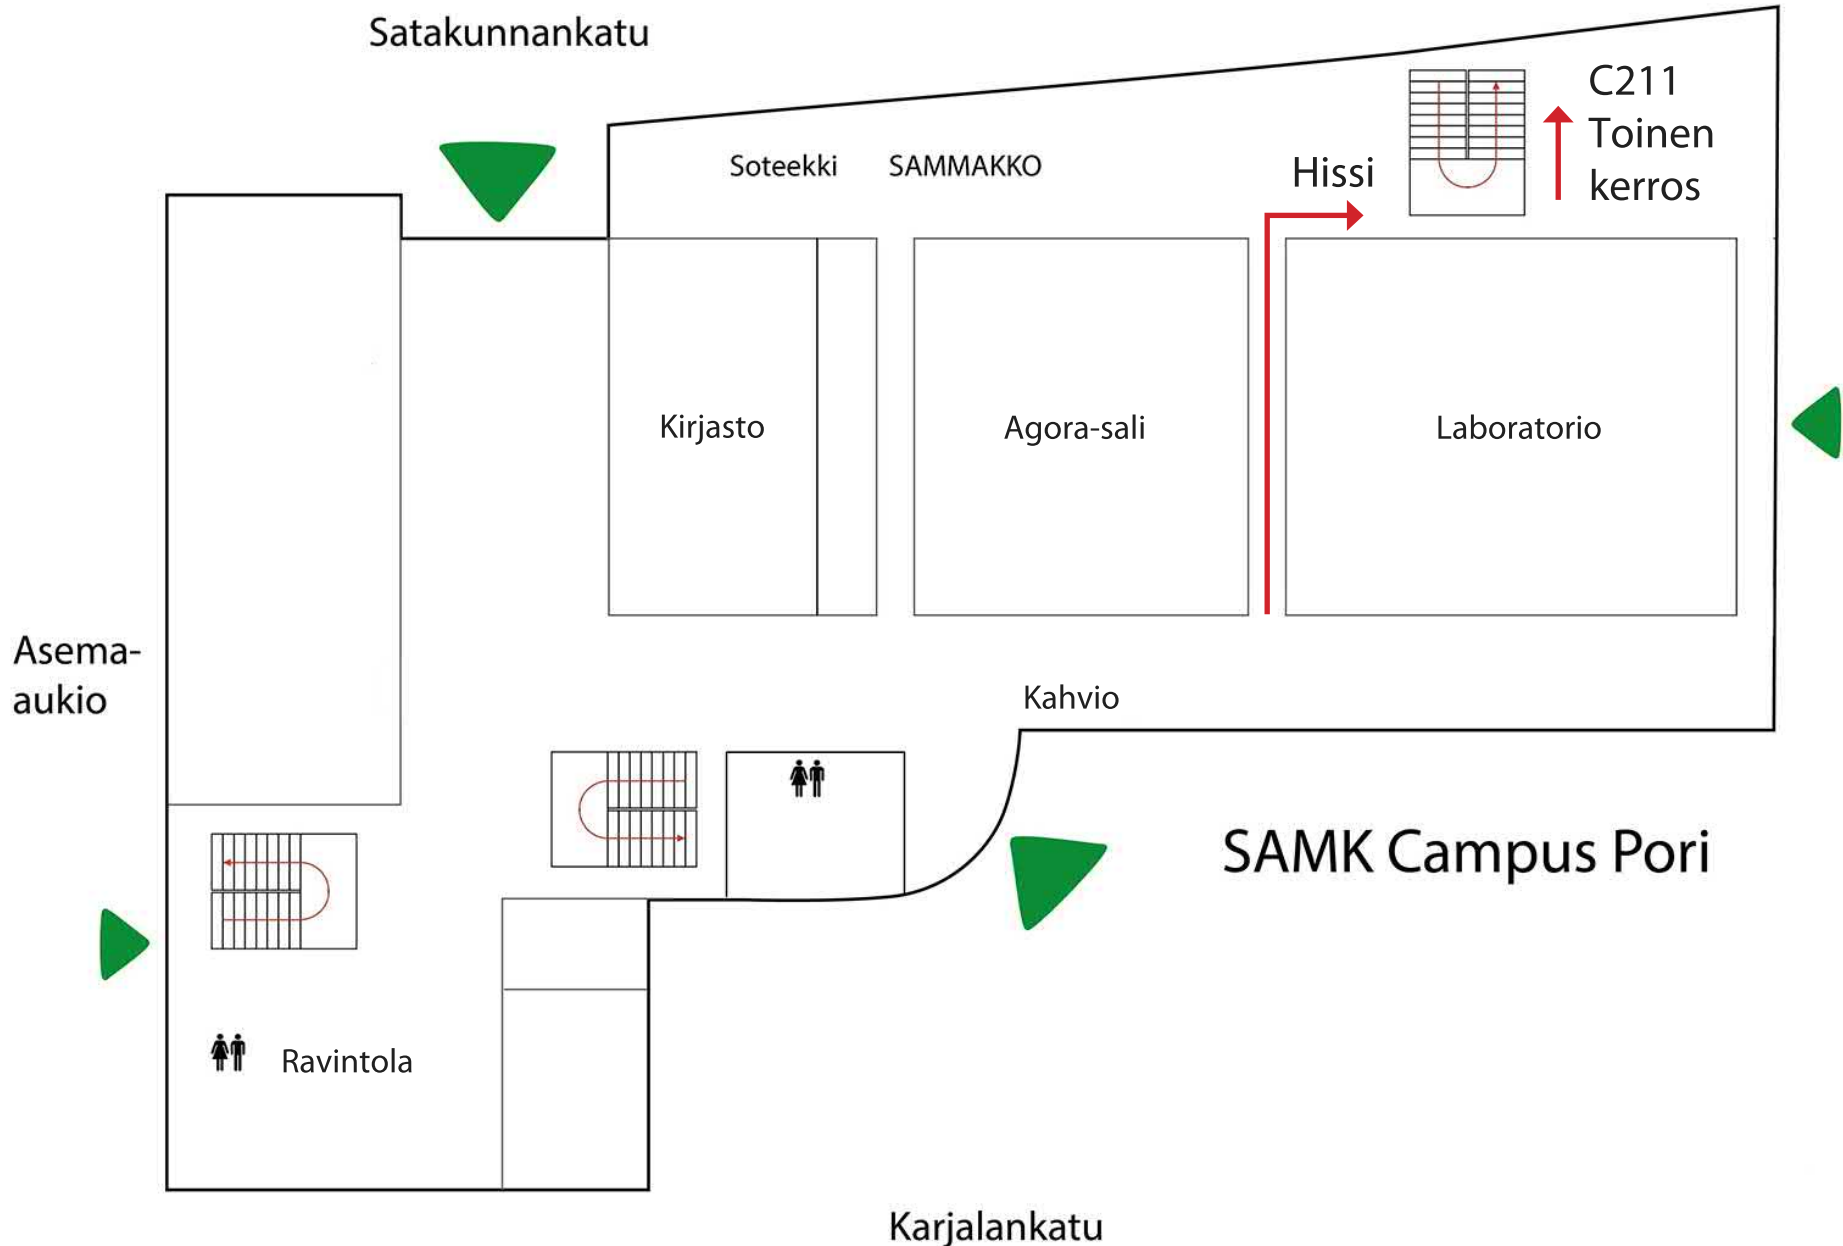 Satakunnankatu
C211
Toinen
kerros
Hissi
Soteekki
SAMMAKKO
Kirjasto
Agora-sali
Laboratorio
Asema-
aukio
Kahvio
SAMK Campus Pori
Ravintola
Karjalankatu